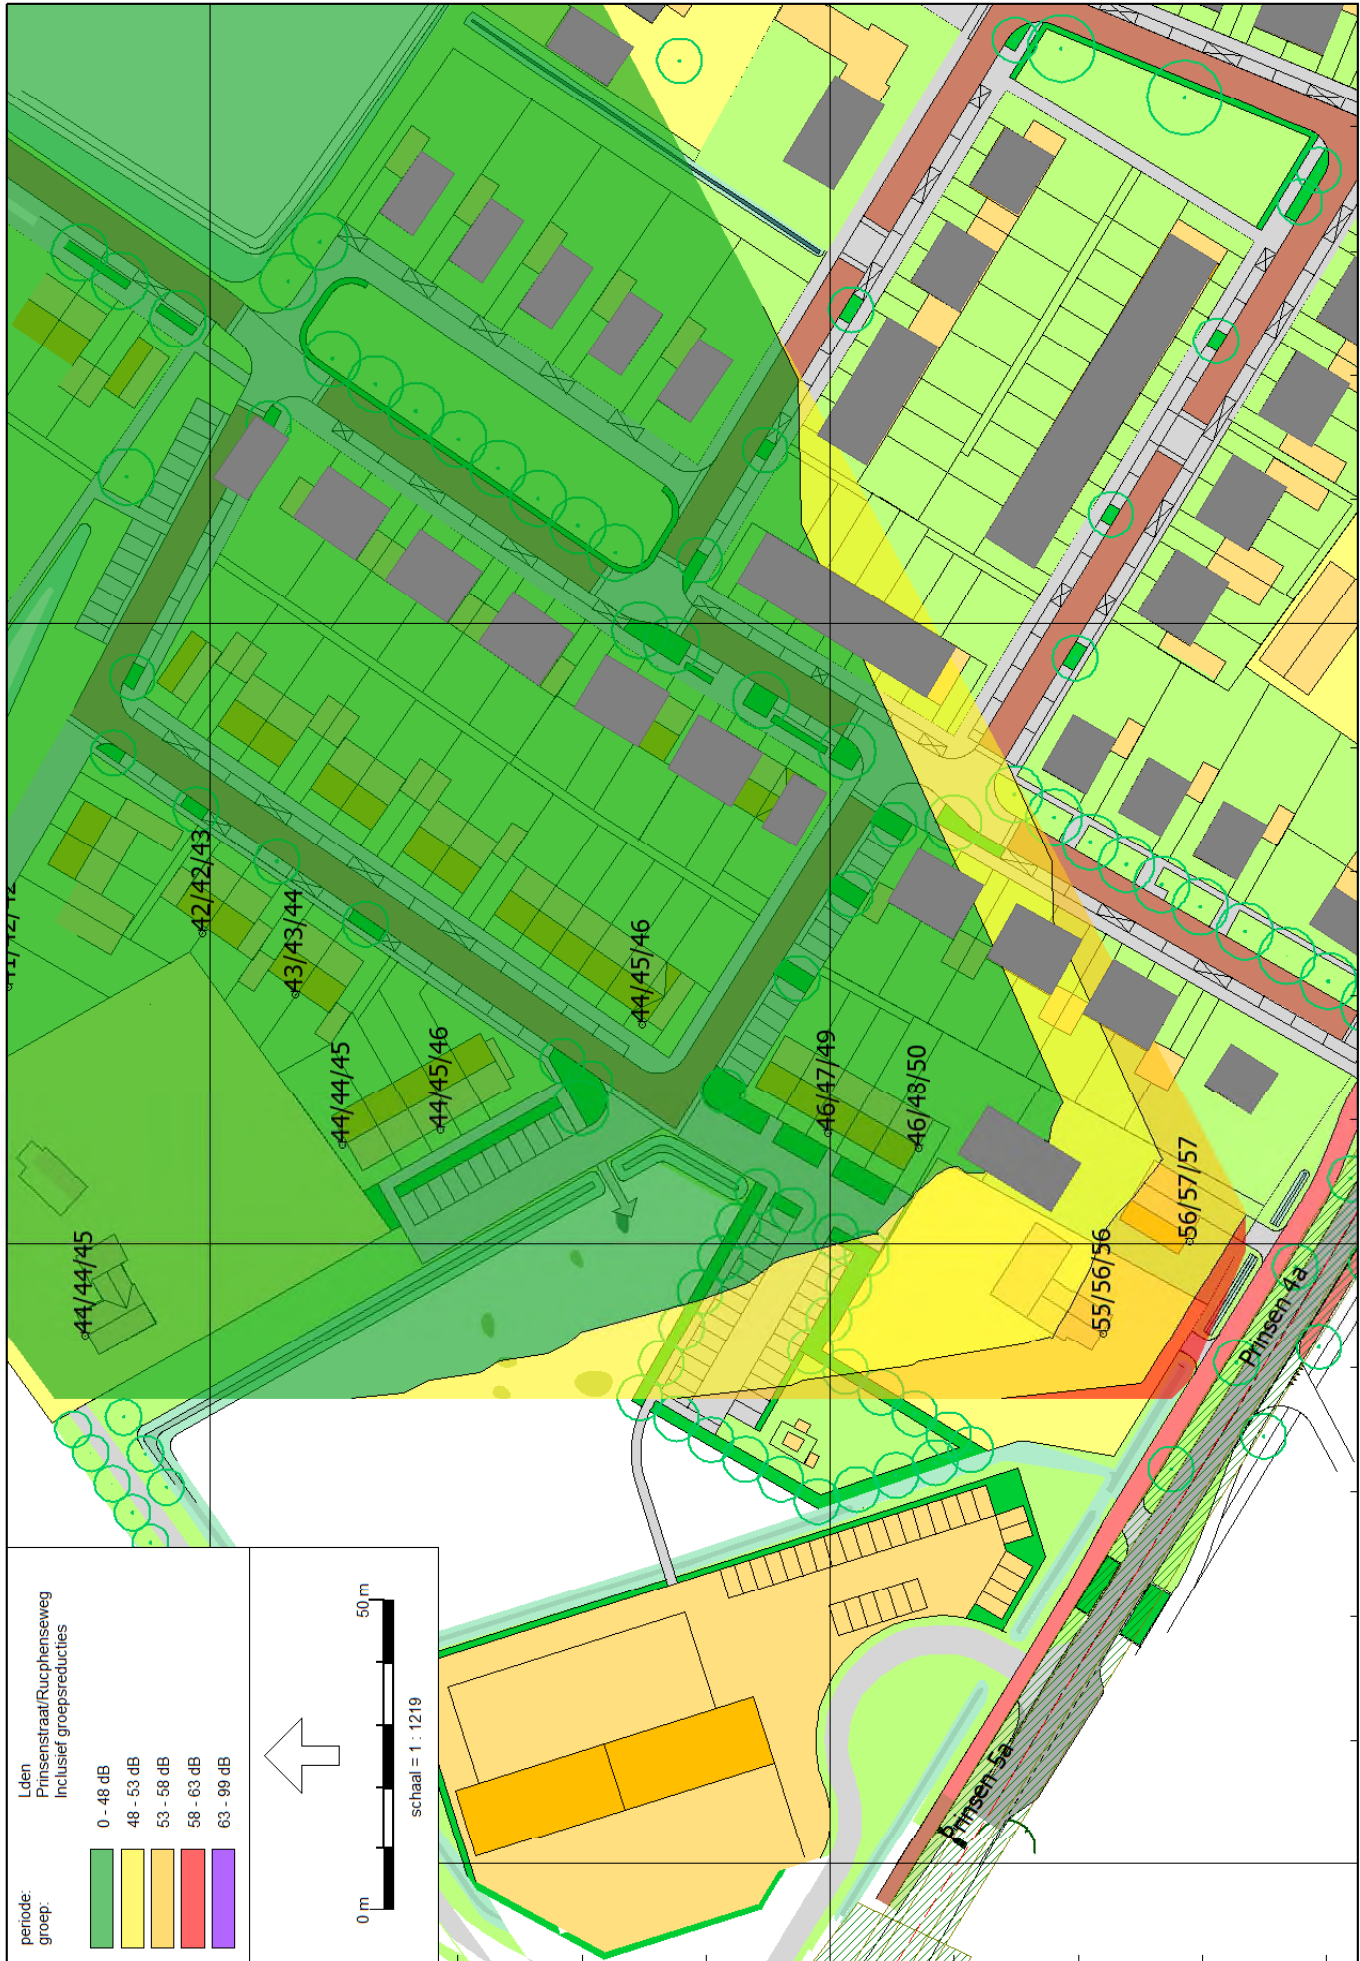 periode: Lden
groep: Prinsenstraat/Rucphenseweg
Inclusief groepsreducties
0 - 48 dB
48 - 53 dB
53 - 58 dB
58 - 63 dB
63 - 99 dB
0 m
50 m
schaal = 1 : 1219
44/44/45
42/42/43
43/43/44
44/44/45
44/45/46
44/45/46
46/47/49
46/48/50
55/56/56
56/57/57
Prinsen 4a
Prinsen-5a